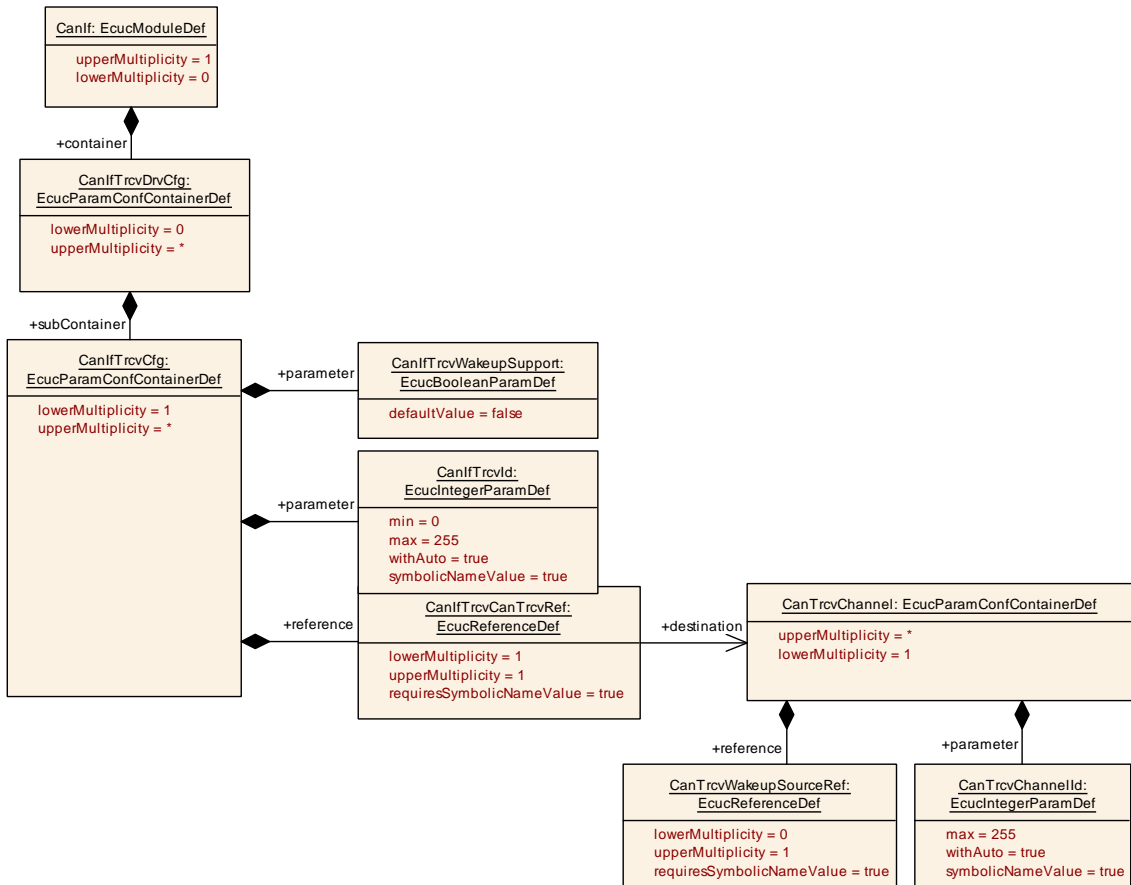 CanIf: EcucModuleDef
upperMultiplicity = 1
lowerMultiplicity = 0
+container
CanIfTrcvDrvCfg:
EcucParamConfContainerDef
lowerMultiplicity = 0
upperMultiplicity = *
+subContainer
CanIfTrcvCfg:
EcucParamConfContainerDef
lowerMultiplicity = 1
upperMultiplicity = *
+parameter
CanIfTrcvWakeupSupport:
EcucBooleanParamDef
defaultValue = false
+parameter
CanIfTrcvId:
EcucIntegerParamDef
min = 0
max = 255
withAuto = true
symbolicNameValue = true
+reference
CanIfTrcvCanTrcvRef:
EcucReferenceDef
lowerMultiplicity = 1
upperMultiplicity = 1
requiresSymbolicNameValue = true
+destination
CanTrcvChannel: EcucParamConfContainerDef
upperMultiplicity = *
lowerMultiplicity = 1
+reference
CanTrcvWakeupSourceRef:
EcucReferenceDef
lowerMultiplicity = 0
upperMultiplicity = 1
requiresSymbolicNameValue = true
+parameter
CanTrcvChannelId:
EcucIntegerParamDef
max = 255
withAuto = true
symbolicNameValue = true